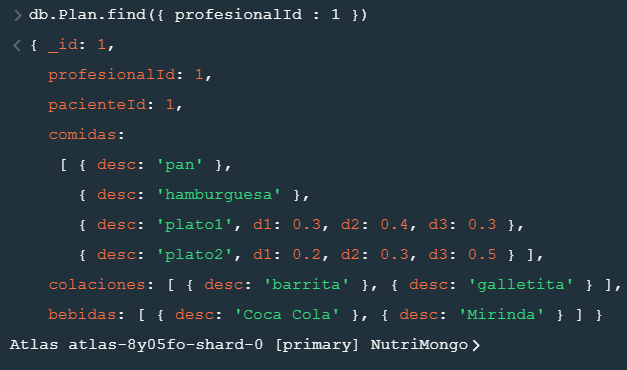 > db.Plan.find({ profesionalId : 1 })
< { _id: 1,
profesionalId: 1,
pacienteId: 1,
comidas:
[ { desc: 'pan' },
{ desc: 'hamburguesa' },
{ desc: 'plato1', d1: 0.3, d2: 0.4, d3: 0.3 },
{ desc: 'plato2', d1: 0.2, d2: 0.3, d3: 0.5 } ],
colaciones: [ { desc: 'barrita' }, { desc: 'galletita' } ],
bebidas: [ { desc: 'Coca Cola' }, { desc: 'Mirinda' } ] }
Atlas atlas-8y05fo-shard-0 [primary] NutriMongo>